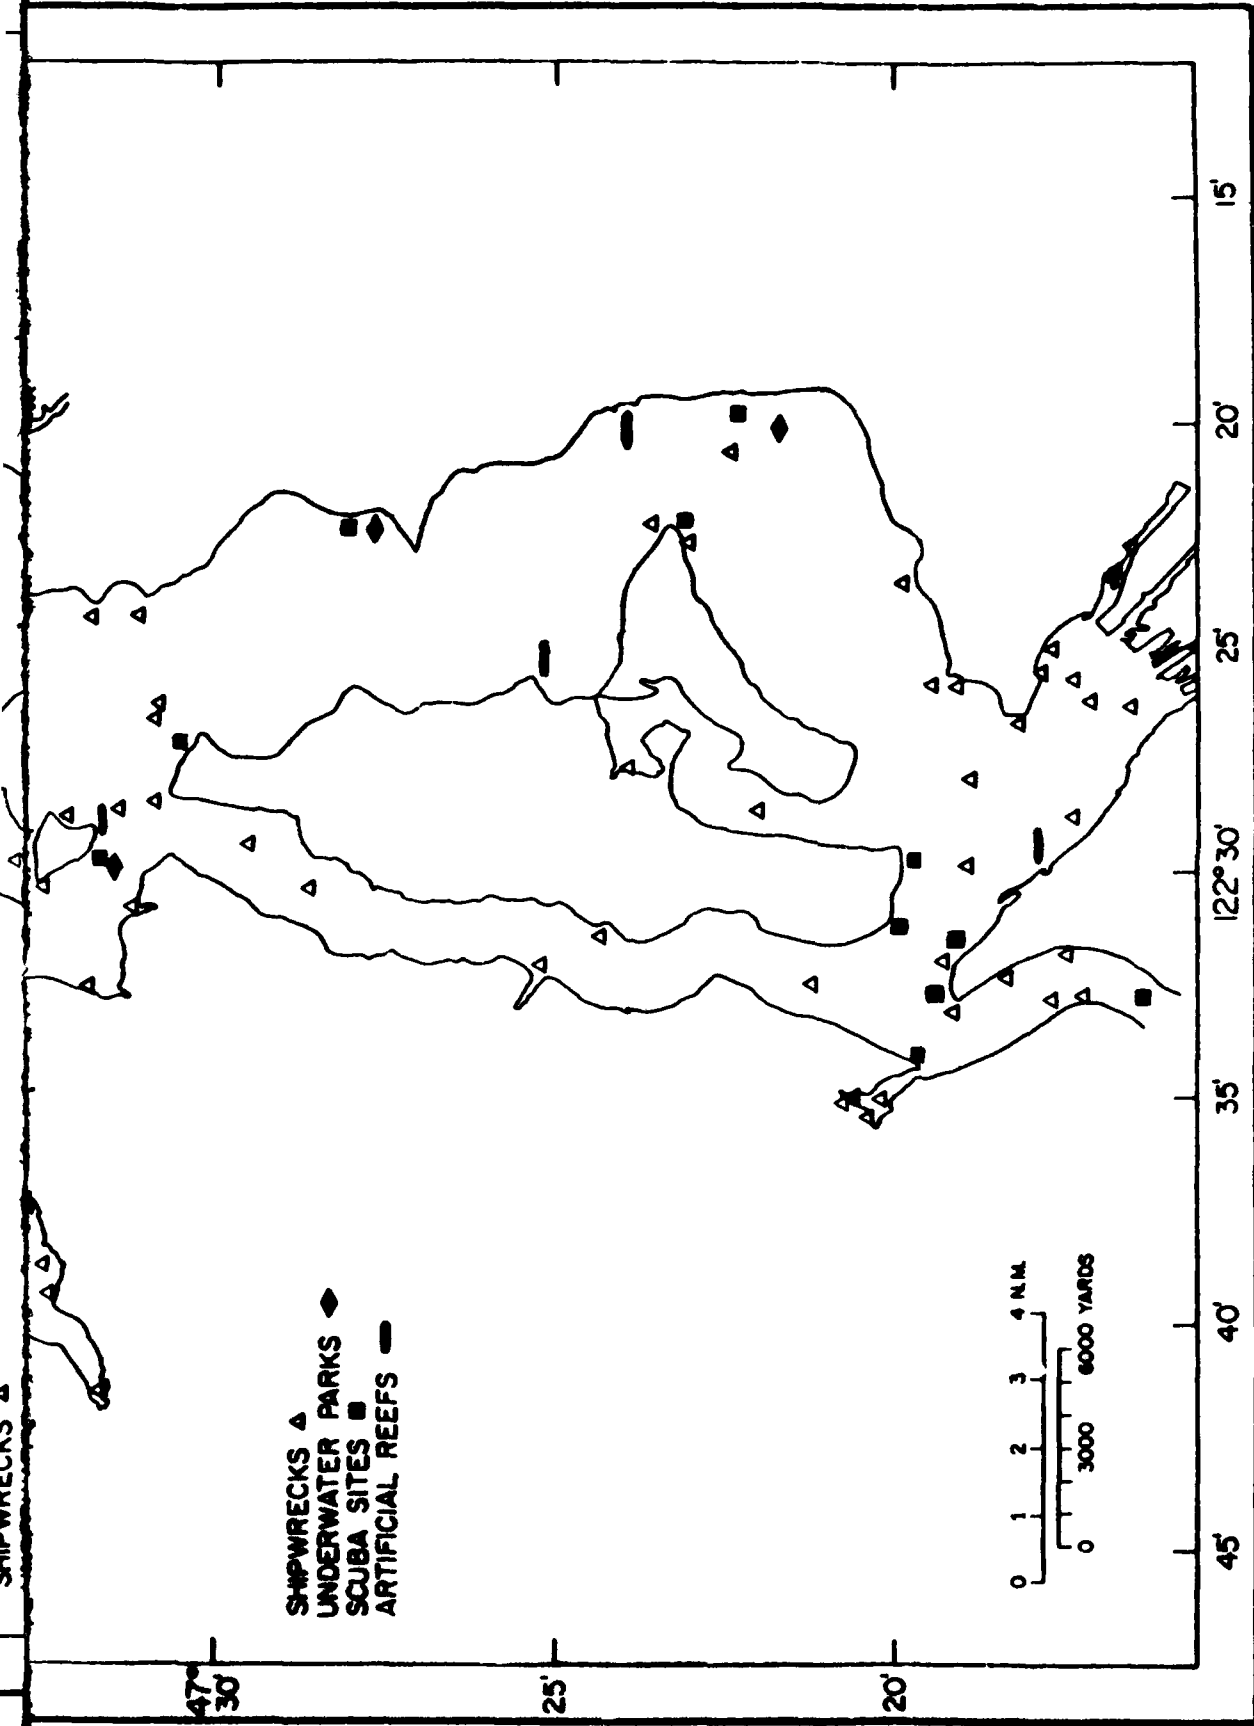 SHIPWRECKS
SHIPWRECKS
UNDERWATER PARKS
SCUBA SITES
ARTIFICIAL REEFS
0 1 2 3 4 N.M.
0 3000 6000 YARDS
47°
30'
25'
20'
45'
40'
35'
122°30'
25'
20'
15'